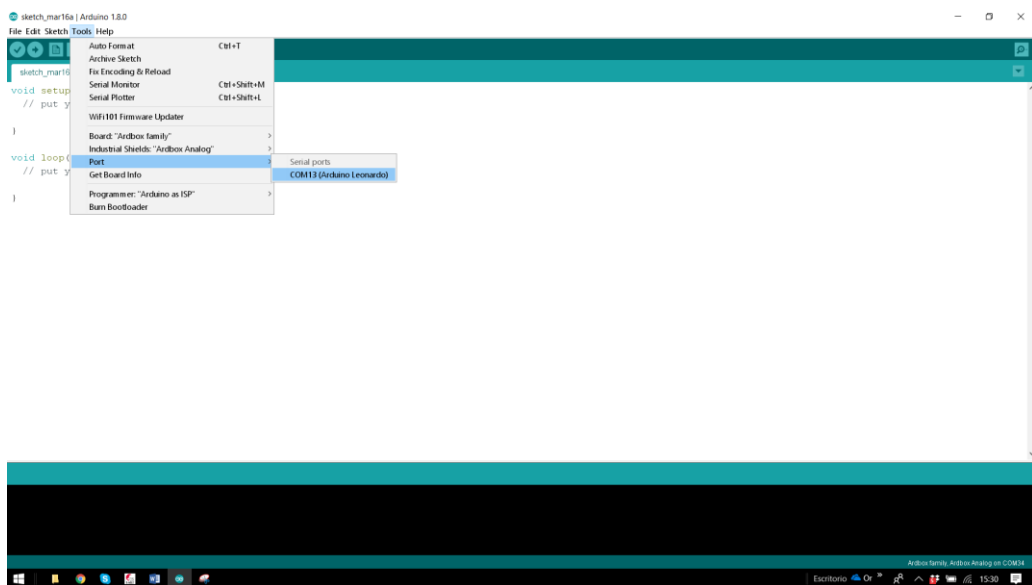 sketch_mar16a | Arduino 1.8.0
File Edit Sketch Tools Help
sketch_mar16
void setup
// put y
}
void loop(
// put y
}
Auto Format Ctrl+T
Archive Sketch
Fix Encoding & Reload
Serial Monitor Ctrl+Shift+M
Serial Plotter Ctrl+Shift+L
WiFi101 Firmware Updater
Board: "Ardbox family"
Industrial Shields: "Ardbox Analog"
Port
Get Board Info
Programmer: "Arduino as ISP"
Burn Bootloader
Serial ports
COM13 (Arduino Leonardo)
Ardbox family, Ardbox Analog on COM34
Escritorio Or 15:30